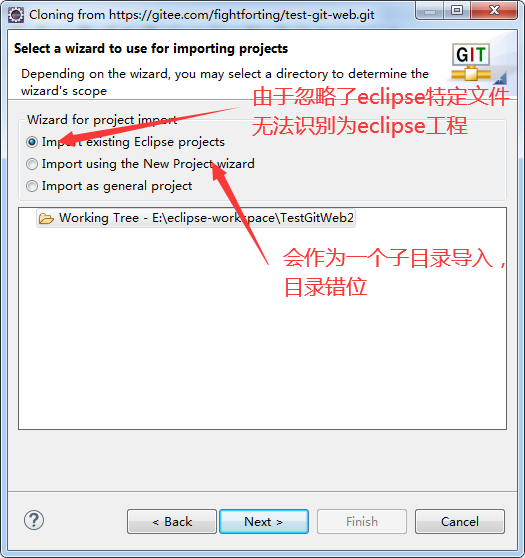 Cloning from https://gitee.com/fightforting/test-git-web.git
Select a wizard to use for importing projects
Depending on the wizard, you may select a directory to determine the
wizard's scope
GIT
由于忽略了eclipse特定文件
无法识别为eclipse工程
Wizard for project import
Import existing Eclipse projects
Import using the New Project wizard
Import as general project
Working Tree - E:\eclipse-workspace\TestGitWeb2
会作为一个子目录导入，
目录错位
?
< Back
Next >
Finish
Cancel